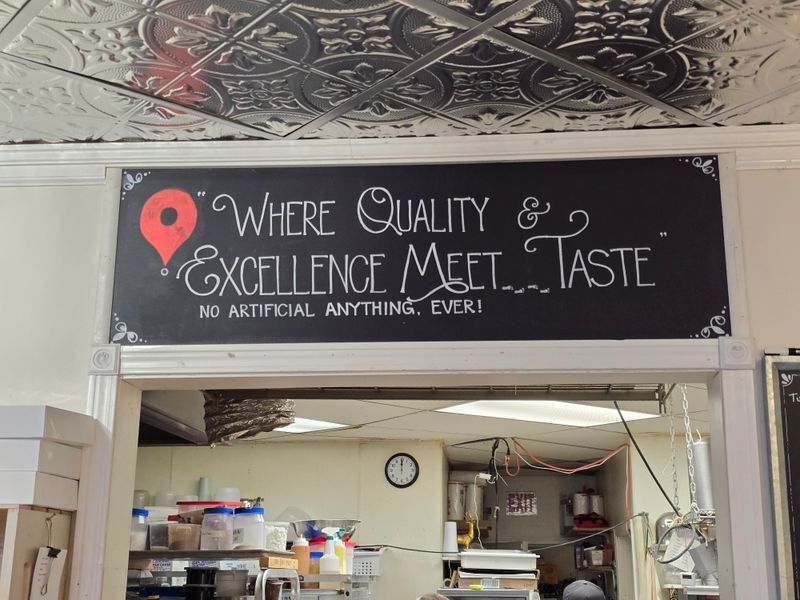 "Where Quality &
Excellence Meet... Taste"
No Artificial Anything, Ever!